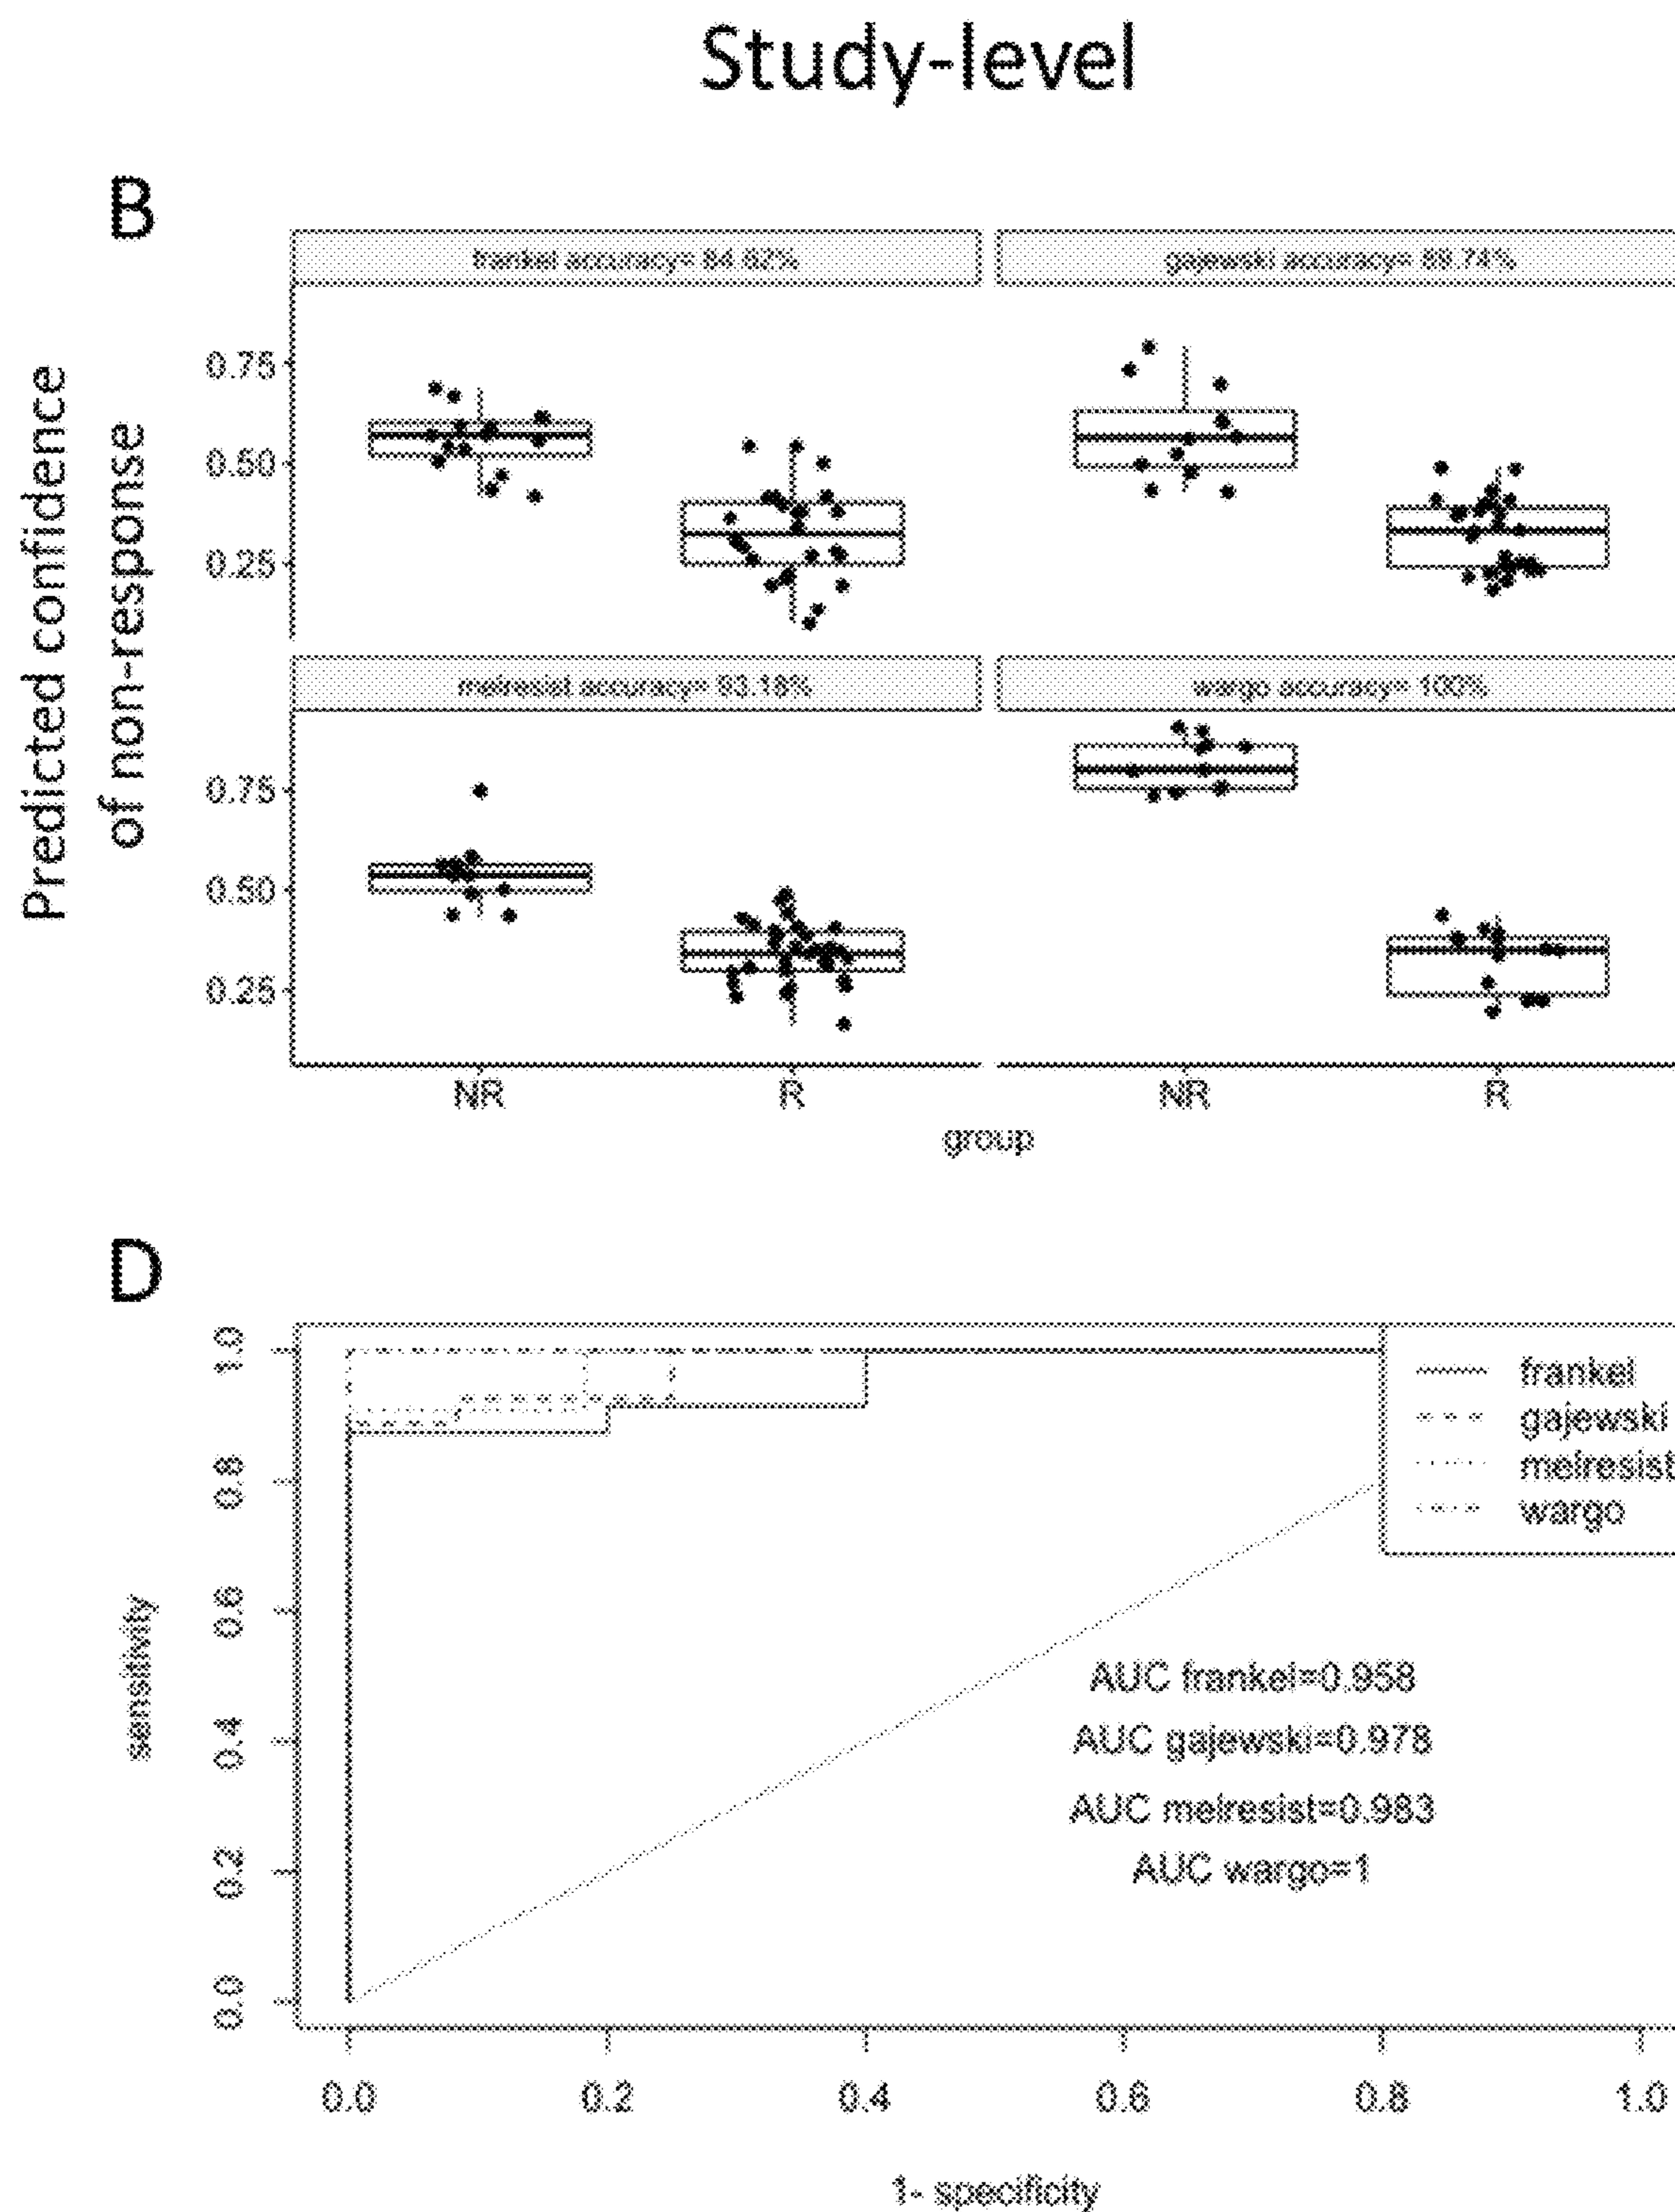 Study-level
B
frankel accuracy= 84.62%
gajewski accuracy= 89.74%
Predicted confidence
of non-response
0.75
0.50
0.25
melresist accuracy= 93.18%
wargo accuracy= 100%
0.75
0.50
0.25
NR
R
NR
R
group
D
sensitivity
1.0
0.8
0.6
0.4
0.2
0.0
frankel
gajewski
melresist
wargo
AUC frankel=0.958
AUC gajewski=0.978
AUC melresist=0.983
AUC wargo=1
0.0
0.2
0.4
0.6
0.8
1.0
1- specificity